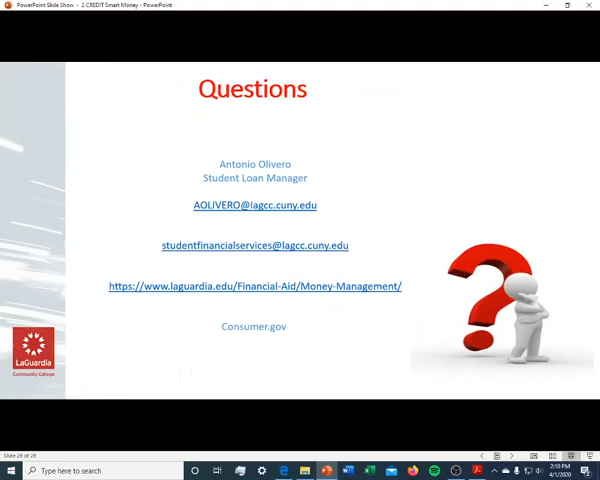 PowerPoint Slide Show - 2 CREDIT Smart Money - PowerPoint
Questions
Antonio Olivero
Student Loan Manager
AOLIVERO@lagcc.cuny.edu
studentfinancialservices@lagcc.cuny.edu
https://www.laguardia.edu/Financial-Aid/Money-Management/
Consumer.gov
LaGuardia
Community College
Slide 29 of 29
Type here to search
2:10 PM
4/1/2020